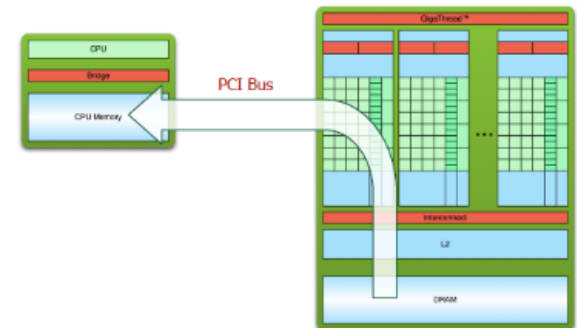 GigaThread™
CPU
Bridge
PCI Bus
CPU Memory
...
Interconnect
L2
DRAM